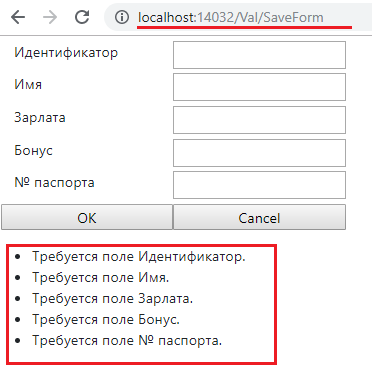 localhost:14032/Val/SaveForm
Идентификатор
Имя
Зарлата
Бонус
№ паспорта
OK Cancel
• Требуется поле Идентификатор.
• Требуется поле Имя.
• Требуется поле Зарлата.
• Требуется поле Бонус.
• Требуется поле № паспорта.